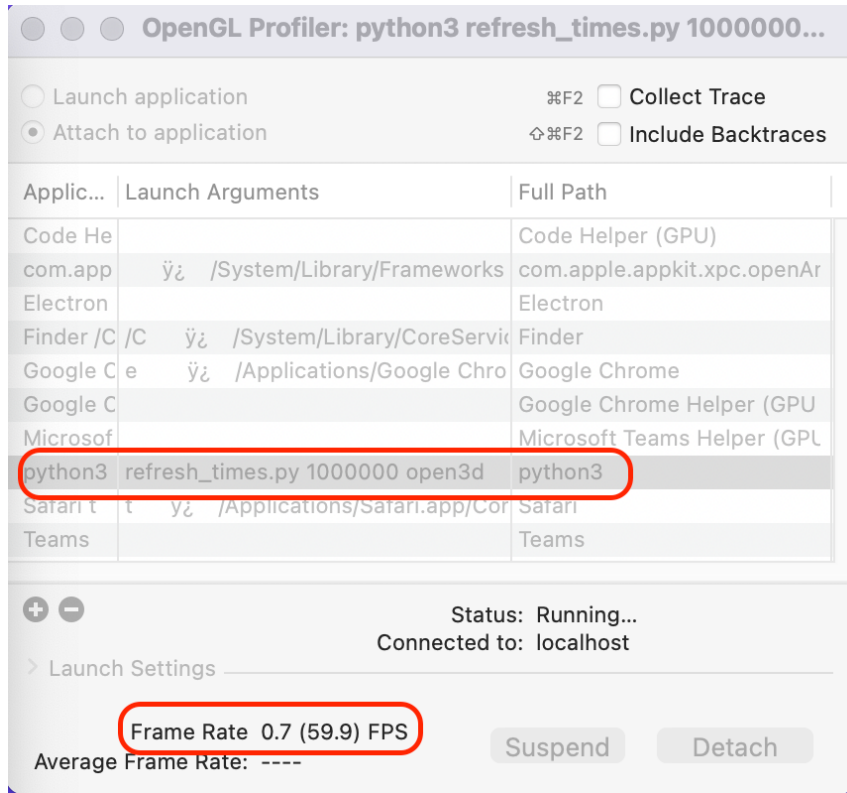 OpenGL Profiler: python3 refresh_times.py 1000000...
Launch application ⌘F2 Collect Trace
Attach to application ⇧⌘F2 Include Backtraces
Applic... Launch Arguments Full Path
Code He Code Helper (GPU)
com.app ÿ¿ /System/Library/Frameworks com.apple.appkit.xpc.openAr
Electron Electron
Finder /C /C ÿ¿ /System/Library/CoreServic Finder
Google C e ÿ¿ /Applications/Google Chro Google Chrome
Google C Google Chrome Helper (GPU
Microsof Microsoft Teams Helper (GPU
python3 refresh_times.py 1000000 open3d python3
Safari t t ÿ¿ /Applications/Safari.app/Cor Safari
Teams Teams
Status: Running...
Connected to: localhost
Launch Settings
Frame Rate 0.7 (59.9) FPS
Average Frame Rate: ----
Suspend Detach